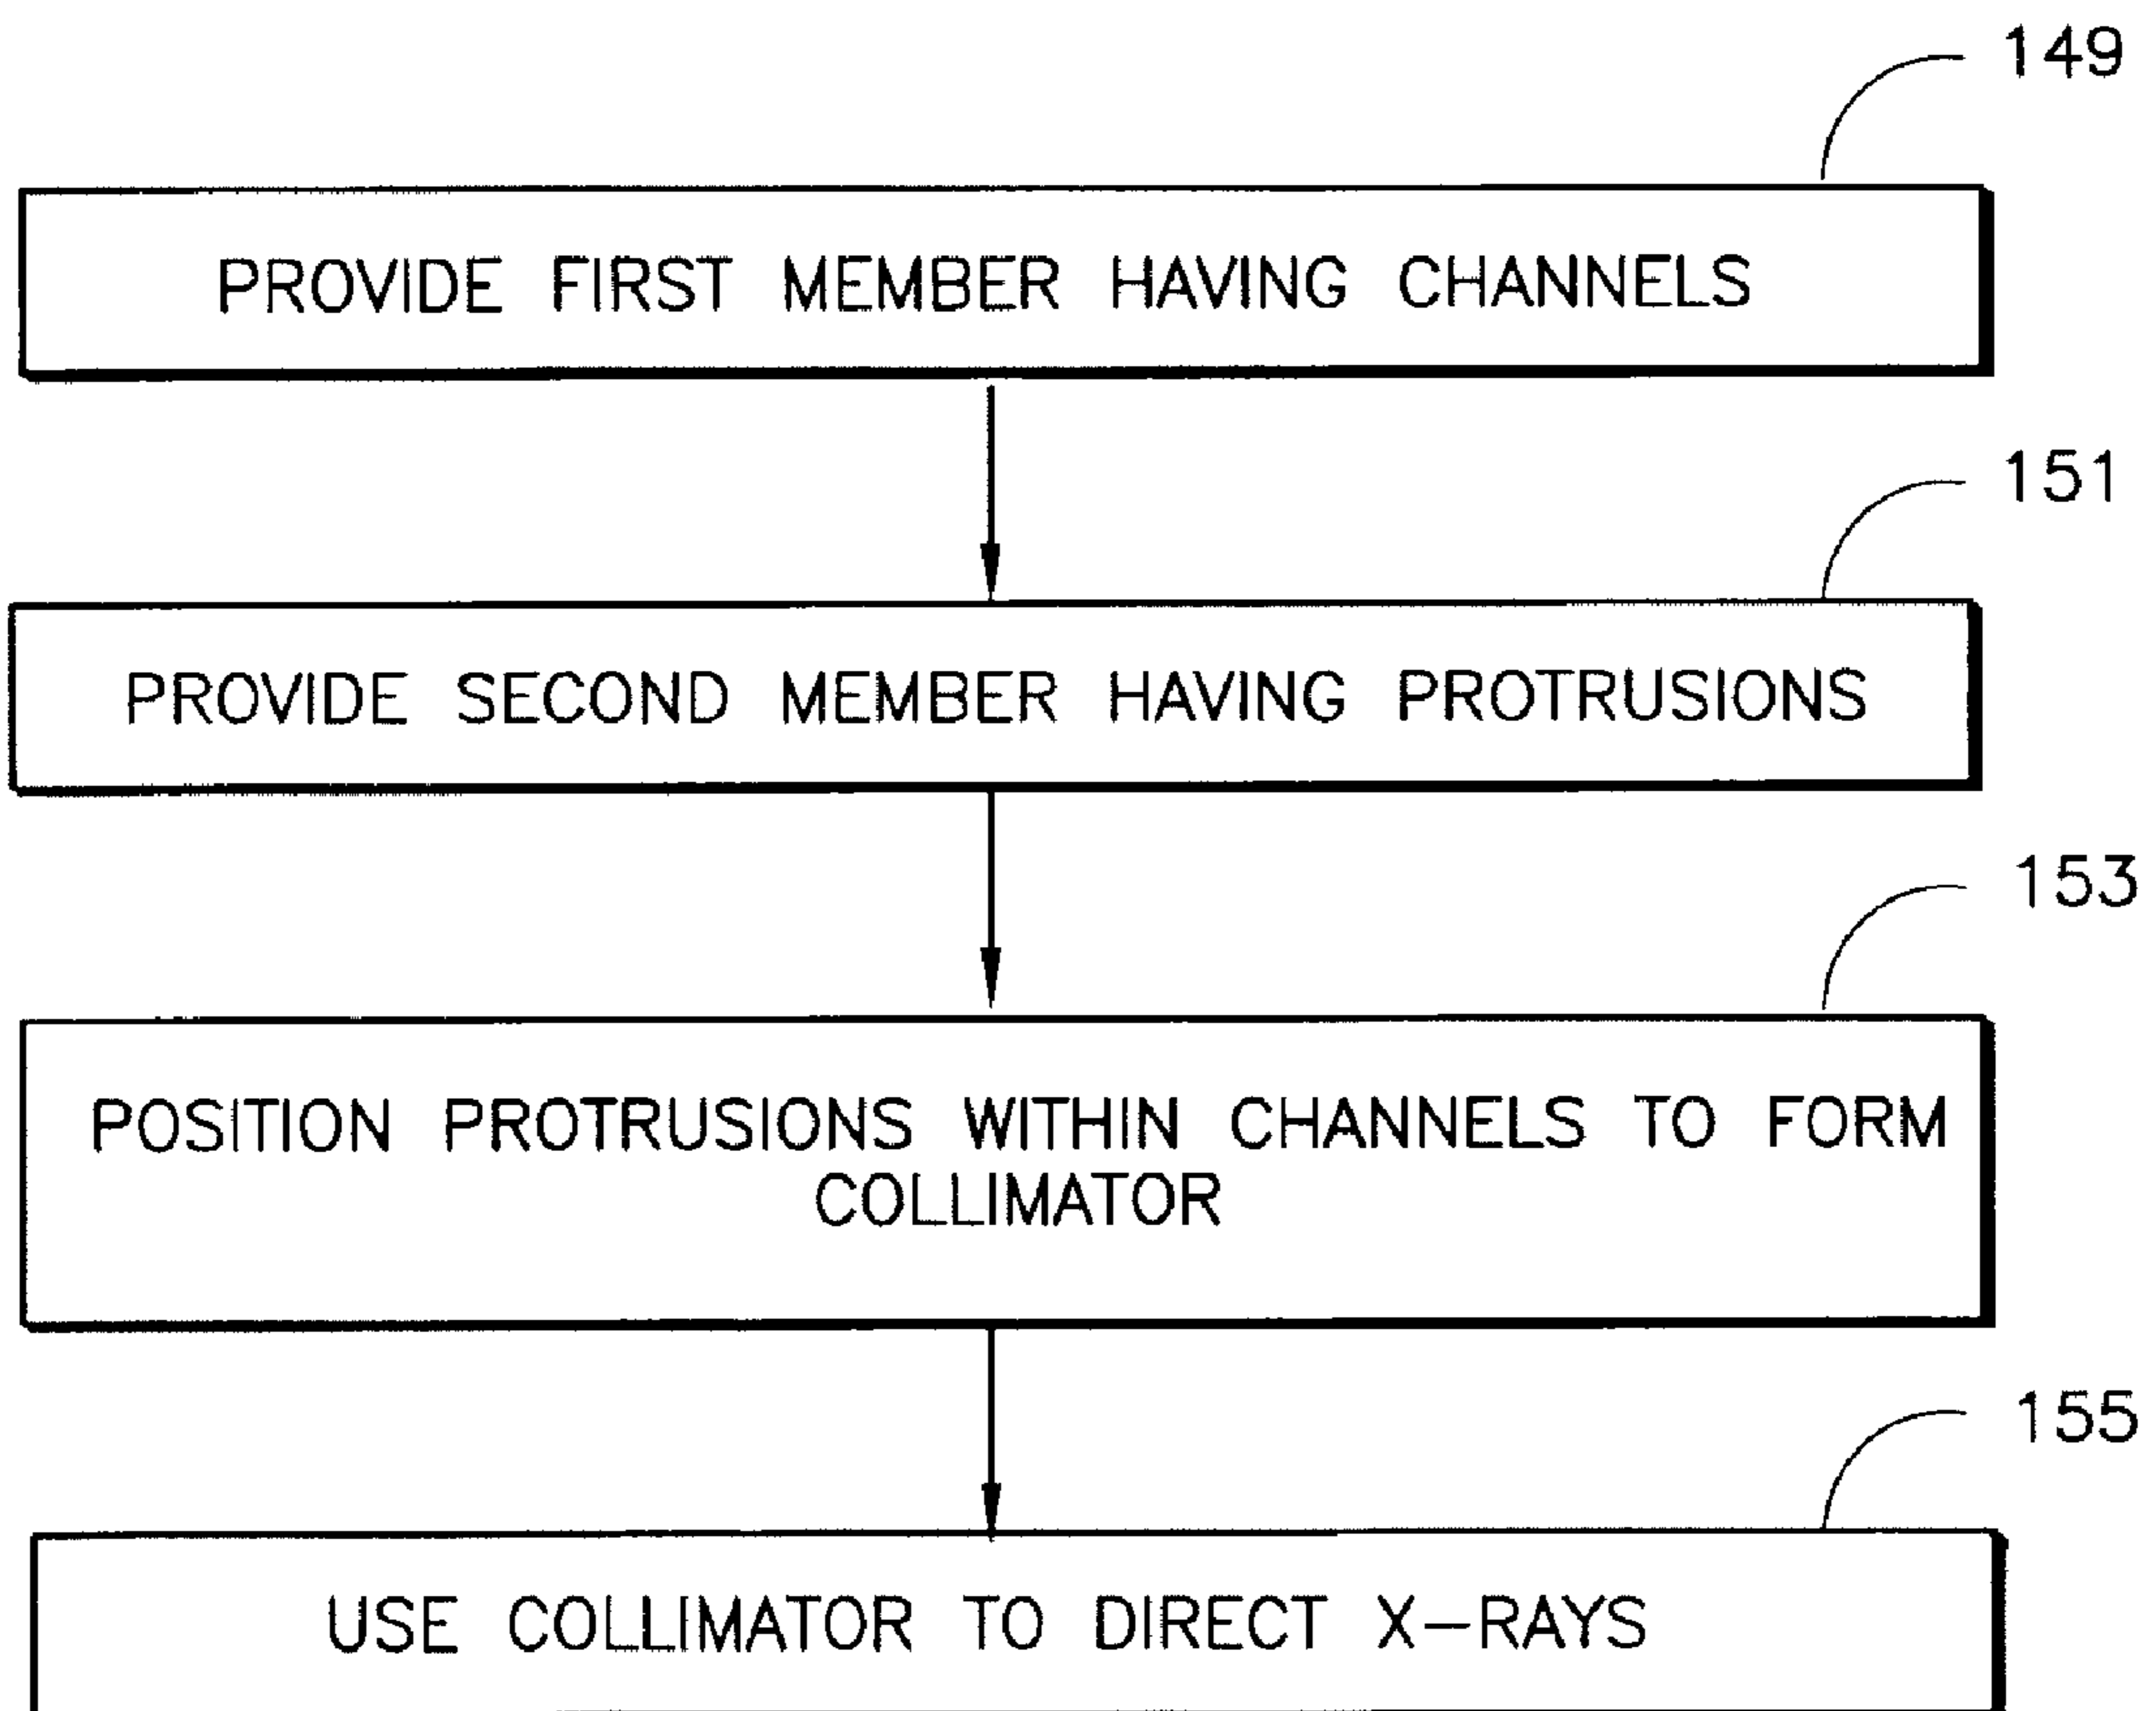 149
PROVIDE FIRST MEMBER HAVING CHANNELS
151
PROVIDE SECOND MEMBER HAVING PROTRUSIONS
153
POSITION PROTRUSIONS WITHIN CHANNELS TO FORM
COLLIMATOR
155
USE COLLIMATOR TO DIRECT X-RAYS